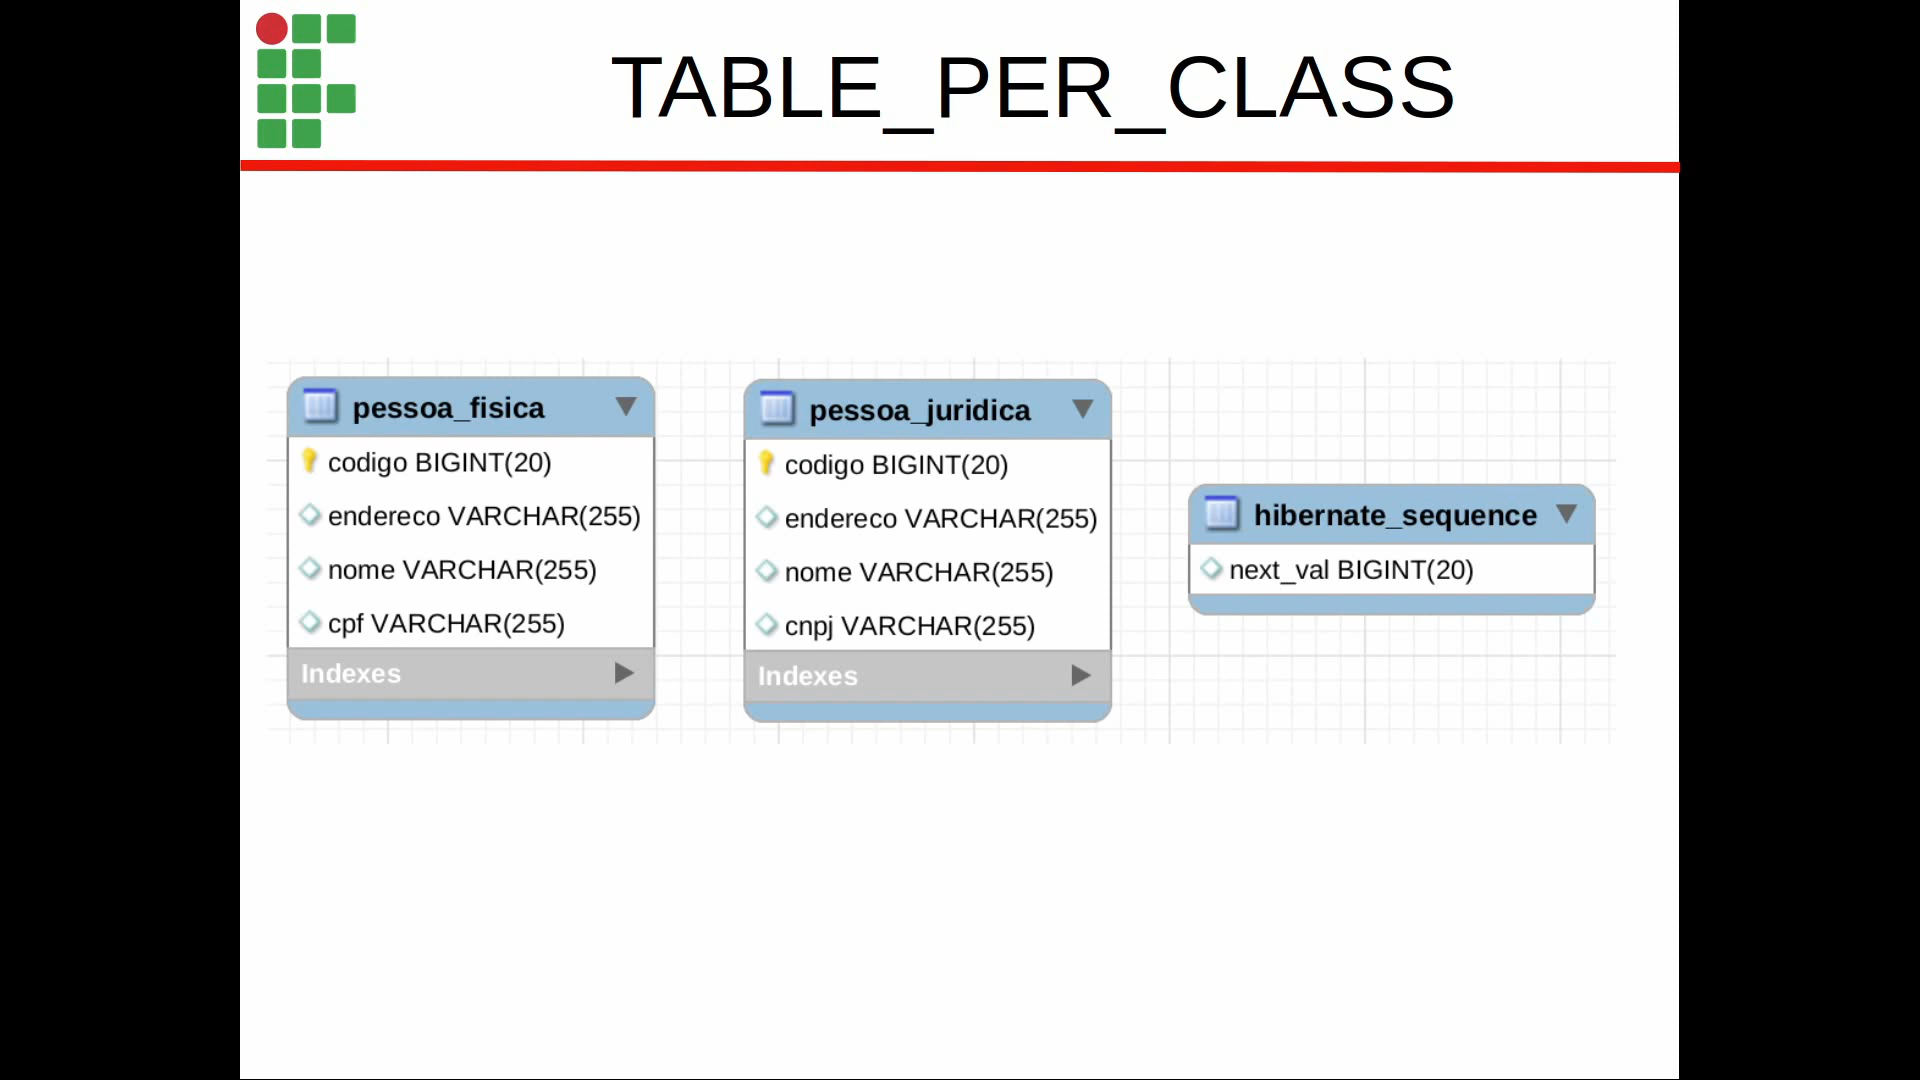 TABLE_PER_CLASS
pessoa_fisica
codigo BIGINT(20)
endereco VARCHAR(255)
nome VARCHAR(255)
cpf VARCHAR(255)
Indexes
pessoa_juridica
codigo BIGINT(20)
endereco VARCHAR(255)
nome VARCHAR(255)
cnpj VARCHAR(255)
Indexes
hibernate_sequence
next_val BIGINT(20)